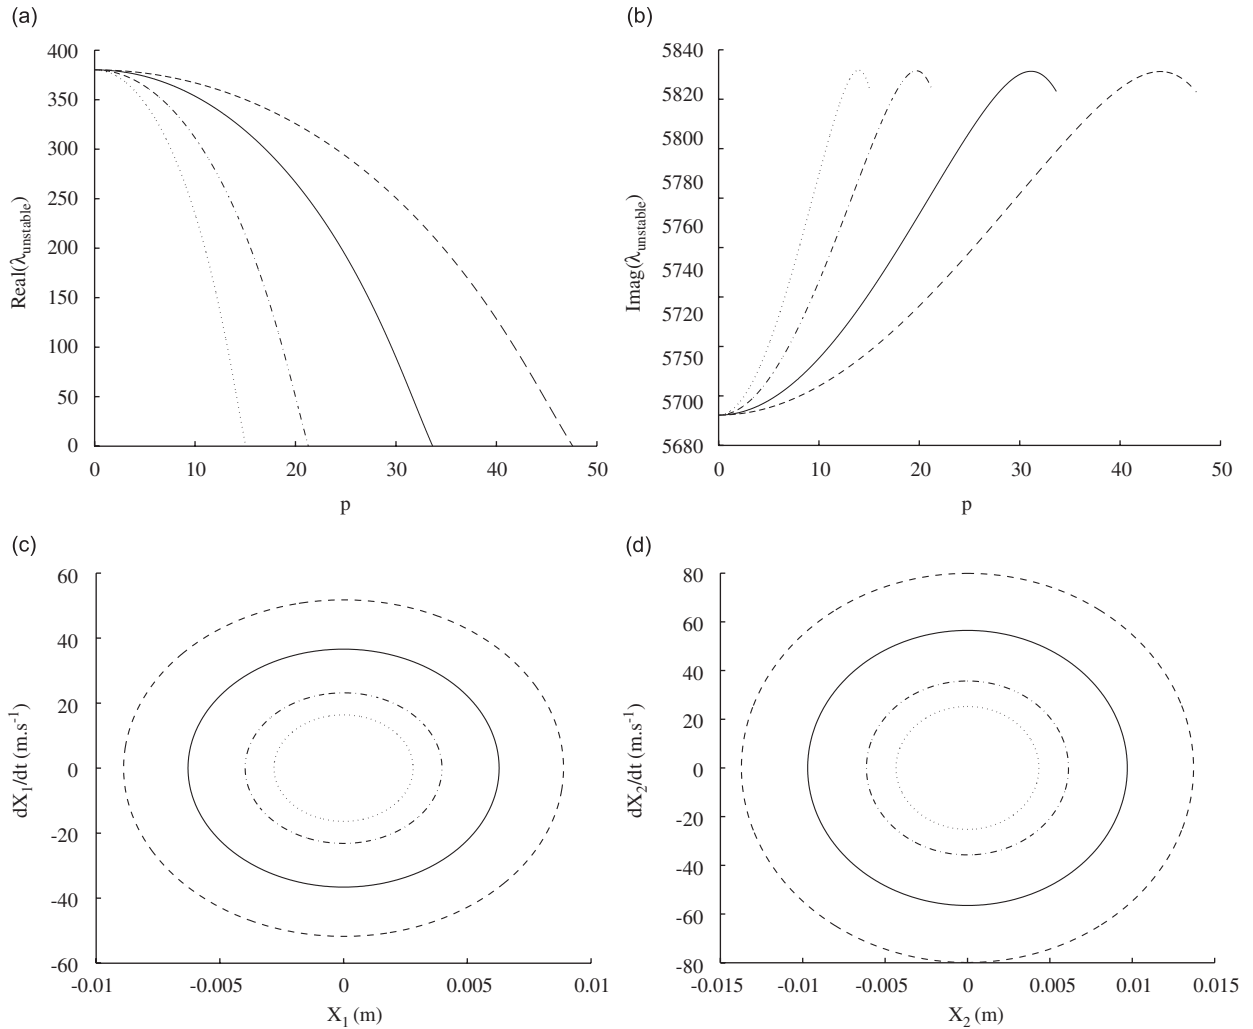 (a)
400
350
300
250
200
150
100
50
0
Real(λunstable)
0 10 20 30 40 50
p
(b)
5840
5820
5800
5780
5760
5740
5720
5750
5700
5680
Imag(λunstable)
0 10 20 30 40 50
p
(c)
60
40
20
0
-20
-40
-60
dX1/dt (m.s-1)
-0.01 -0.005 0 0.005 0.01
X1 (m)
(d)
80
60
40
20
0
-20
-40
-60
-80
dX2/dt (m.s-1)
-0.015 -0.01 -0.005 0 0.005 0.01 0.015
X2 (m)